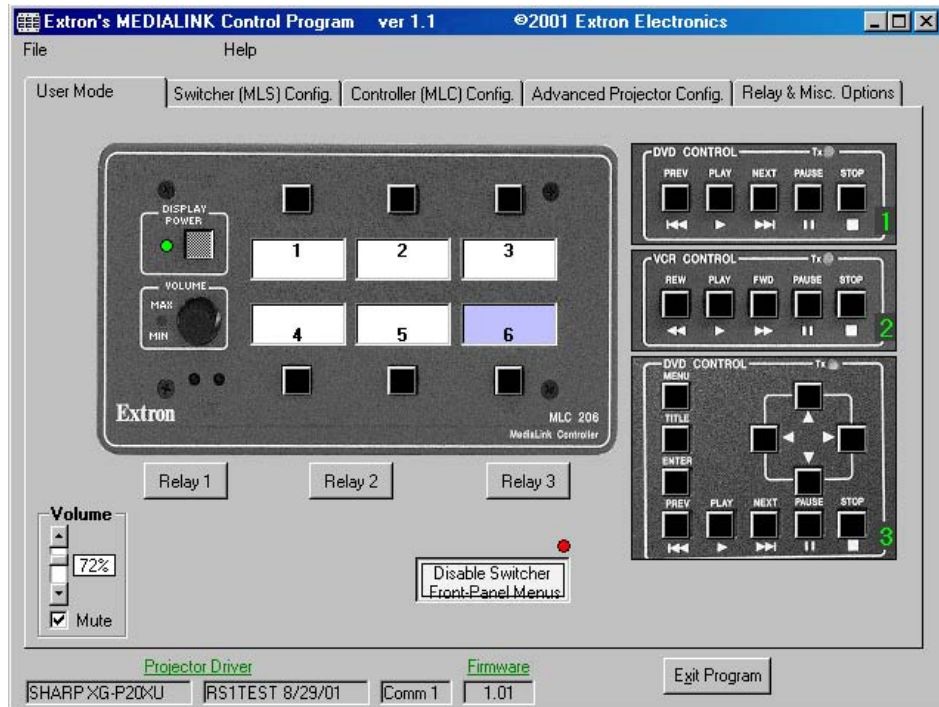 Extron's MEDIALINK Control Program ver 1.1 ©2001 Extron Electronics
File Help
User Mode Switcher (MLS) Config. Controller (MLC) Config. Advanced Projector Config. Relay & Misc. Options
DISPLAY
POWER
1 2 3
VOLUME
MAX
MIN
4 5 6
Extron
MLC 206
MediaLink Controller
DVD CONTROL Tx
PREV PLAY NEXT PAUSE STOP
1
VCR CONTROL Tx
REW PLAY FWD PAUSE STOP
2
DVD CONTROL Tx
MENU
TITLE
ENTER
PREV PLAY NEXT PAUSE STOP
3
Relay 1 Relay 2 Relay 3
Volume
72%
Mute
Disable Switcher
Front-Panel Menus
Projector Driver Firmware
SHARP XG-P20XU RS1TEST 8/29/01 Comm 1 1.01
Exit Program